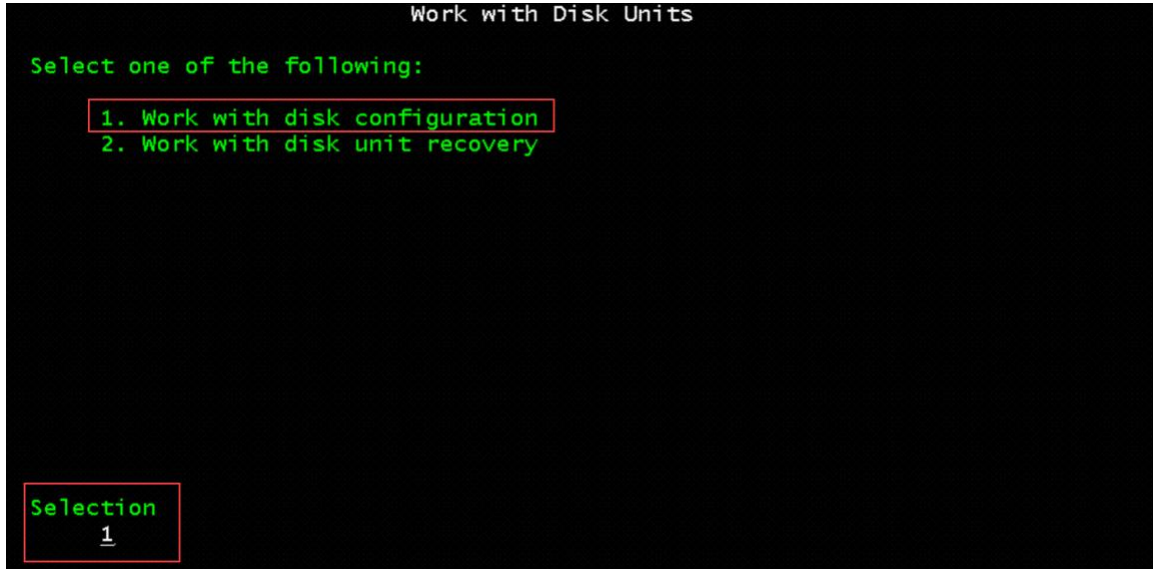 Work with Disk Units
Select one of the following:
1. Work with disk configuration
2. Work with disk unit recovery
Selection
1